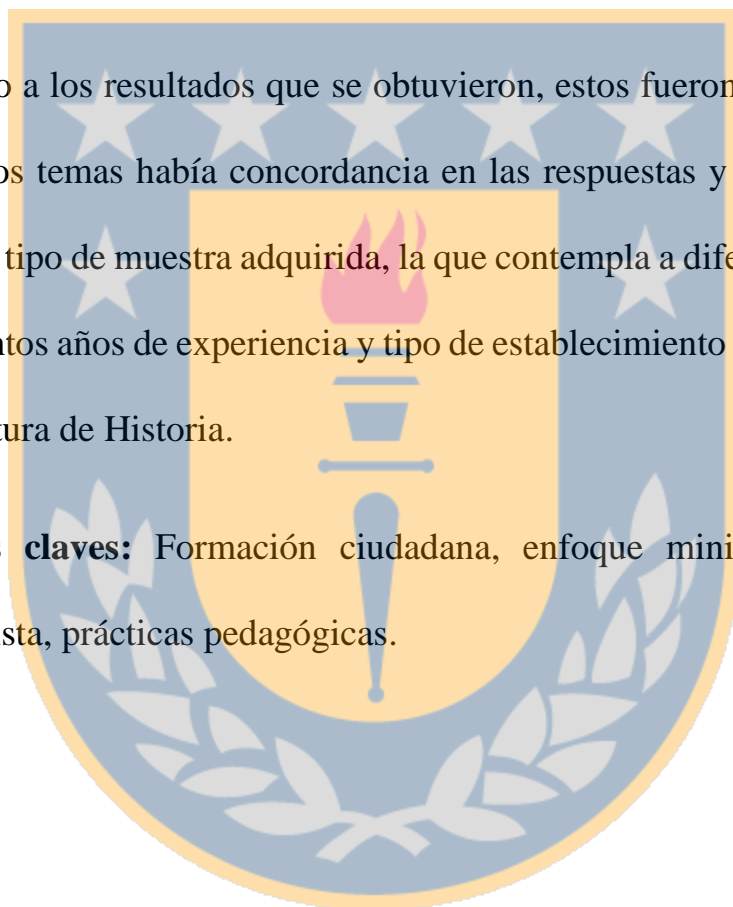 o a los resultados que se obtuvieron, estos fueron
os temas había concordancia en las respuestas y
tipo de muestra adquirida, la que contempla a dife
ntos años de experiencia y tipo de establecimiento
tura de Historia.
s claves: Formación ciudadana, enfoque mini
ista, prácticas pedagógicas.